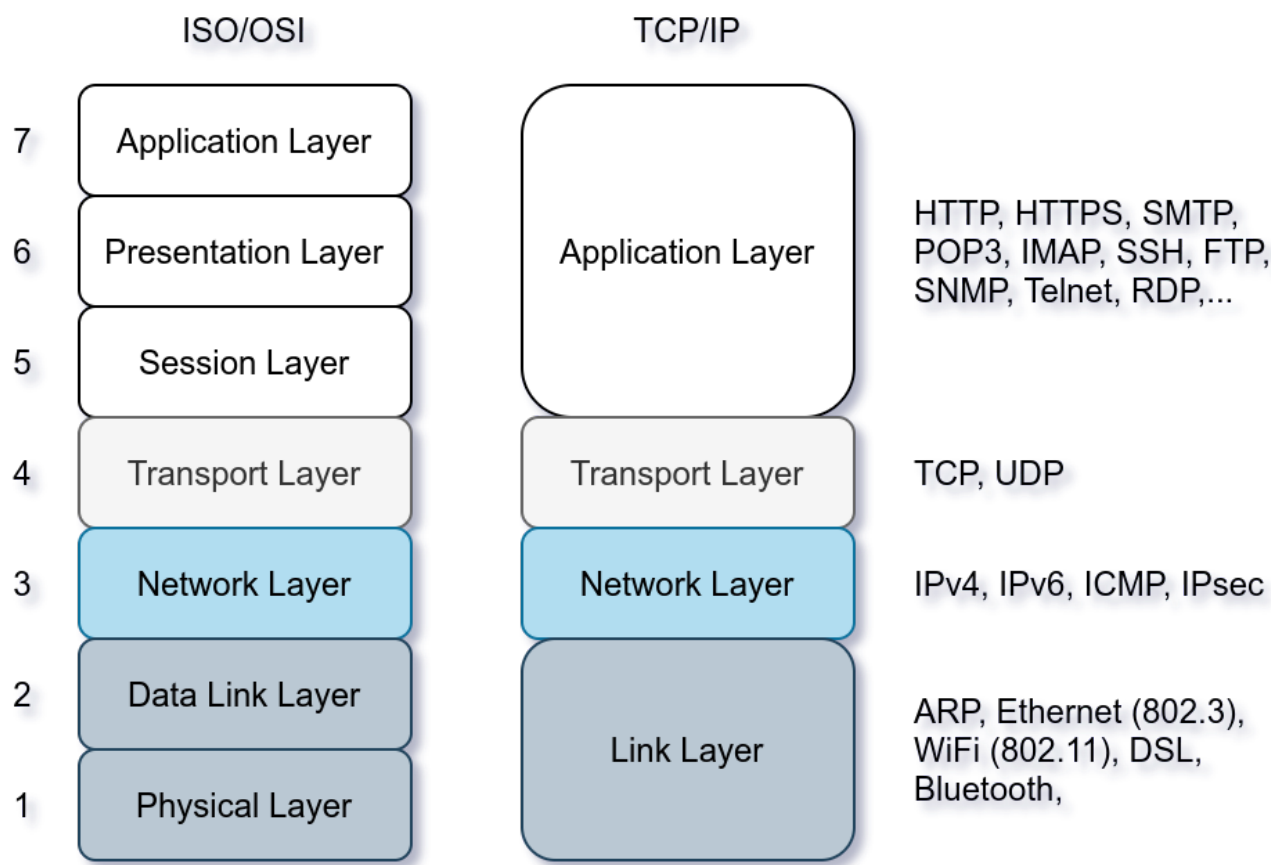 ISO/OSI
TCP/IP
7
Application Layer
6
Presentation Layer
5
Session Layer
Application Layer
HTTP, HTTPS, SMTP,
POP3, IMAP, SSH, FTP,
SNMP, Telnet, RDP,...
4
Transport Layer
Transport Layer
TCP, UDP
3
Network Layer
Network Layer
IPv4, IPv6, ICMP, IPsec
2
Data Link Layer
1
Physical Layer
Link Layer
ARP, Ethernet (802.3),
WiFi (802.11), DSL,
Bluetooth,